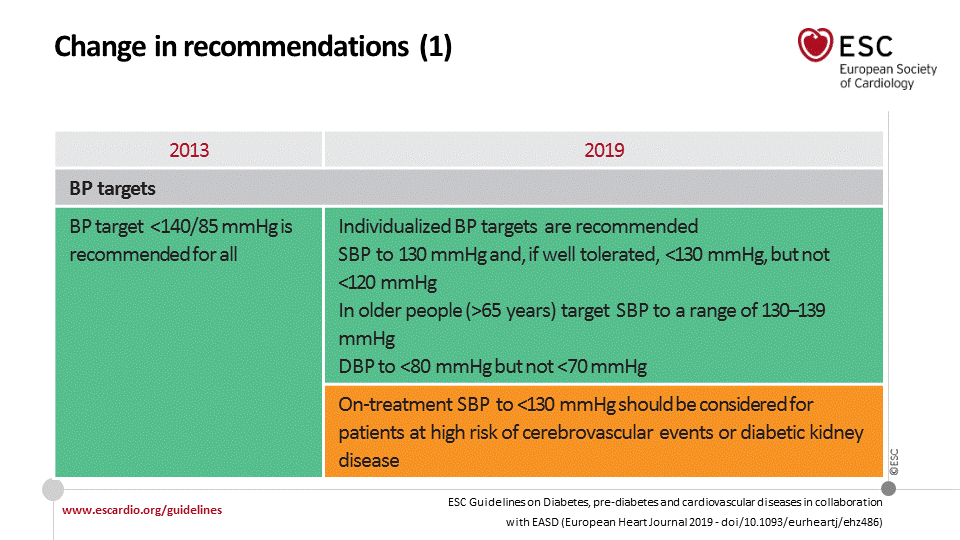 Change in recommendations (1)
ESC
European Society
of Cardiology
2013
2019
BP targets
BP target <140/85 mmHg is
recommended for all
Individualized BP targets are recommended
SBP to 130 mmHg and, if well tolerated, <130 mmHg, but not
<120 mmHg
In older people (>65 years) target SBP to a range of 130–139
mmHg
DBP to <80 mmHg but not <70 mmHg
On-treatment SBP to <130 mmHg should be considered for
patients at high risk of cerebrovascular events or diabetic kidney
disease
©ESC
www.escardio.org/guidelines
ESC Guidelines on Diabetes, pre-diabetes and cardiovascular diseases in collaboration
with EASD (European Heart Journal 2019 - doi/10.1093/eurheartj/ehz486)